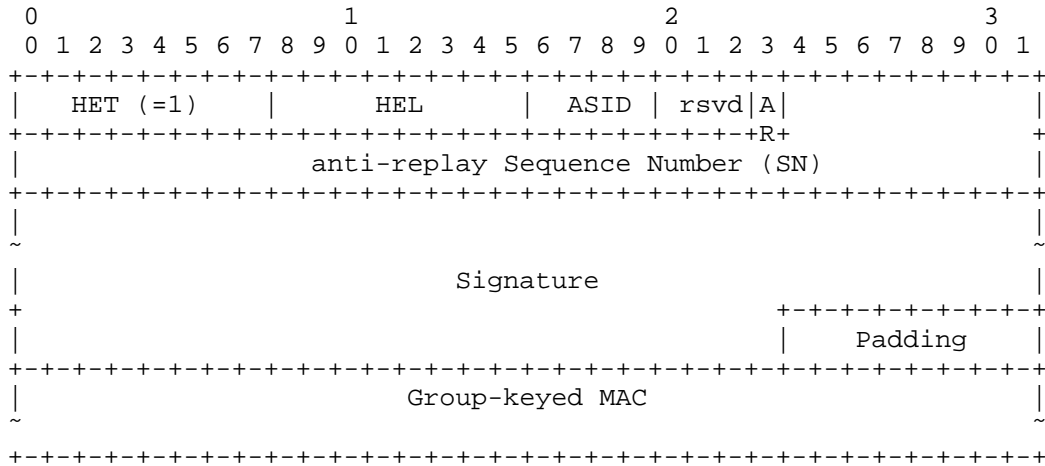 0                   1                   2                   3
 0 1 2 3 4 5 6 7 8 9 0 1 2 3 4 5 6 7 8 9 0 1 2 3 4 5 6 7 8 9 0 1
+-+-+-+-+-+-+-+-+-+-+-+-+-+-+-+-+-+-+-+-+-+-+-+-+-+-+-+-+-+-+-+-+
|   HET (=1)    |      HEL      |  ASID | rsvd|A|               |
+-+-+-+-+-+-+-+-+-+-+-+-+-+-+-+-+-+-+-+-+-+-+-+R+               +
|                  anti-replay Sequence Number (SN)             |
+-+-+-+-+-+-+-+-+-+-+-+-+-+-+-+-+-+-+-+-+-+-+-+-+-+-+-+-+-+-+-+-+
|                                                               |
~                                                               ~
|                           Signature                           |
+                                               +-+-+-+-+-+-+-+-+
|                                               |    Padding    |
+-+-+-+-+-+-+-+-+-+-+-+-+-+-+-+-+-+-+-+-+-+-+-+-+-+-+-+-+-+-+-+-+
|                        Group-keyed MAC                        |
~                                                               ~
+-+-+-+-+-+-+-+-+-+-+-+-+-+-+-+-+-+-+-+-+-+-+-+-+-+-+-+-+-+-+-+-+